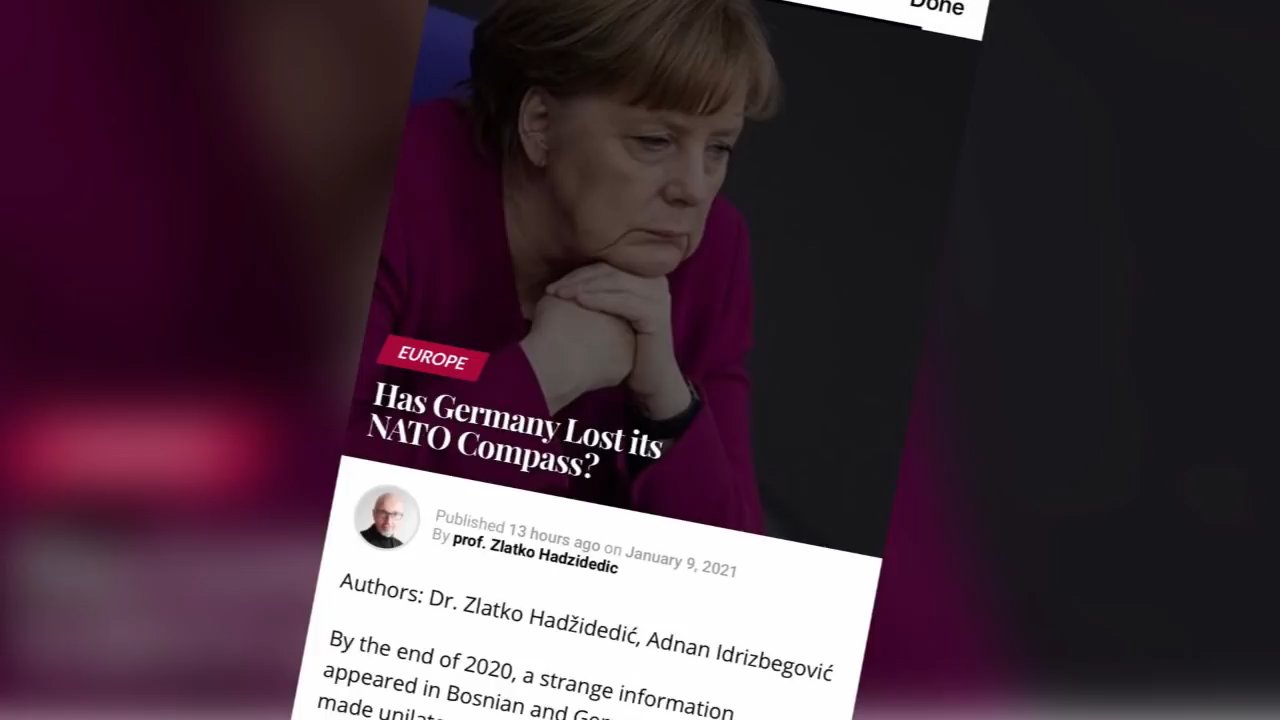 Done
EUROPE
Has Germany Lost its
NATO Compass?
Published 13 hours ago on January 9, 2021
By prof. Zlatko Hadzidedic
Authors: Dr. Zlatko Hadžidedić, Adnan Idrizbegović
By the end of 2020, a strange information
appeared in Bosnian and
made